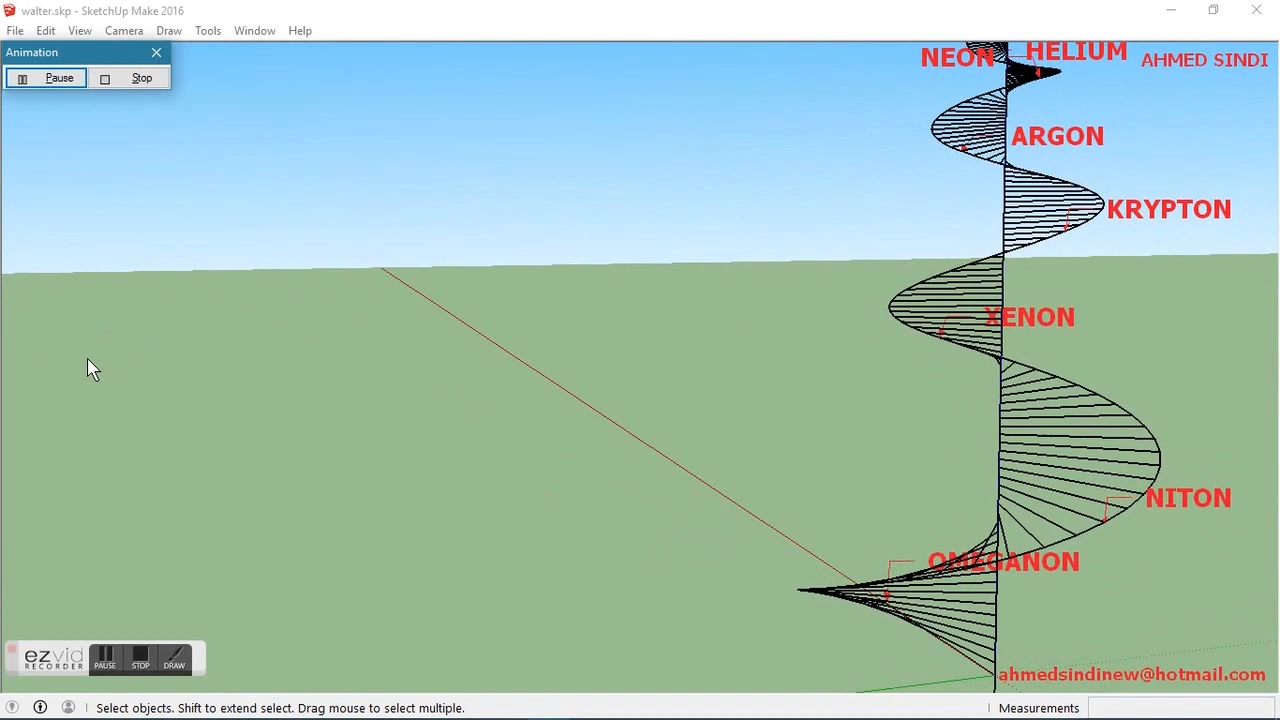 walter.skp - SketchUp Make 2016
File Edit View Camera Draw Tools Window Help
Animation
Pause Stop
NEON HELIUM AHMED SINDI
ARGON
KRYPTON
XENON
NITON
OMEGANON
ezvid
RECORDER
PAUSE STOP DRAW
ahmedsindinew@hotmail.com
Select objects. Shift to extend select. Drag mouse to select multiple. Measurements